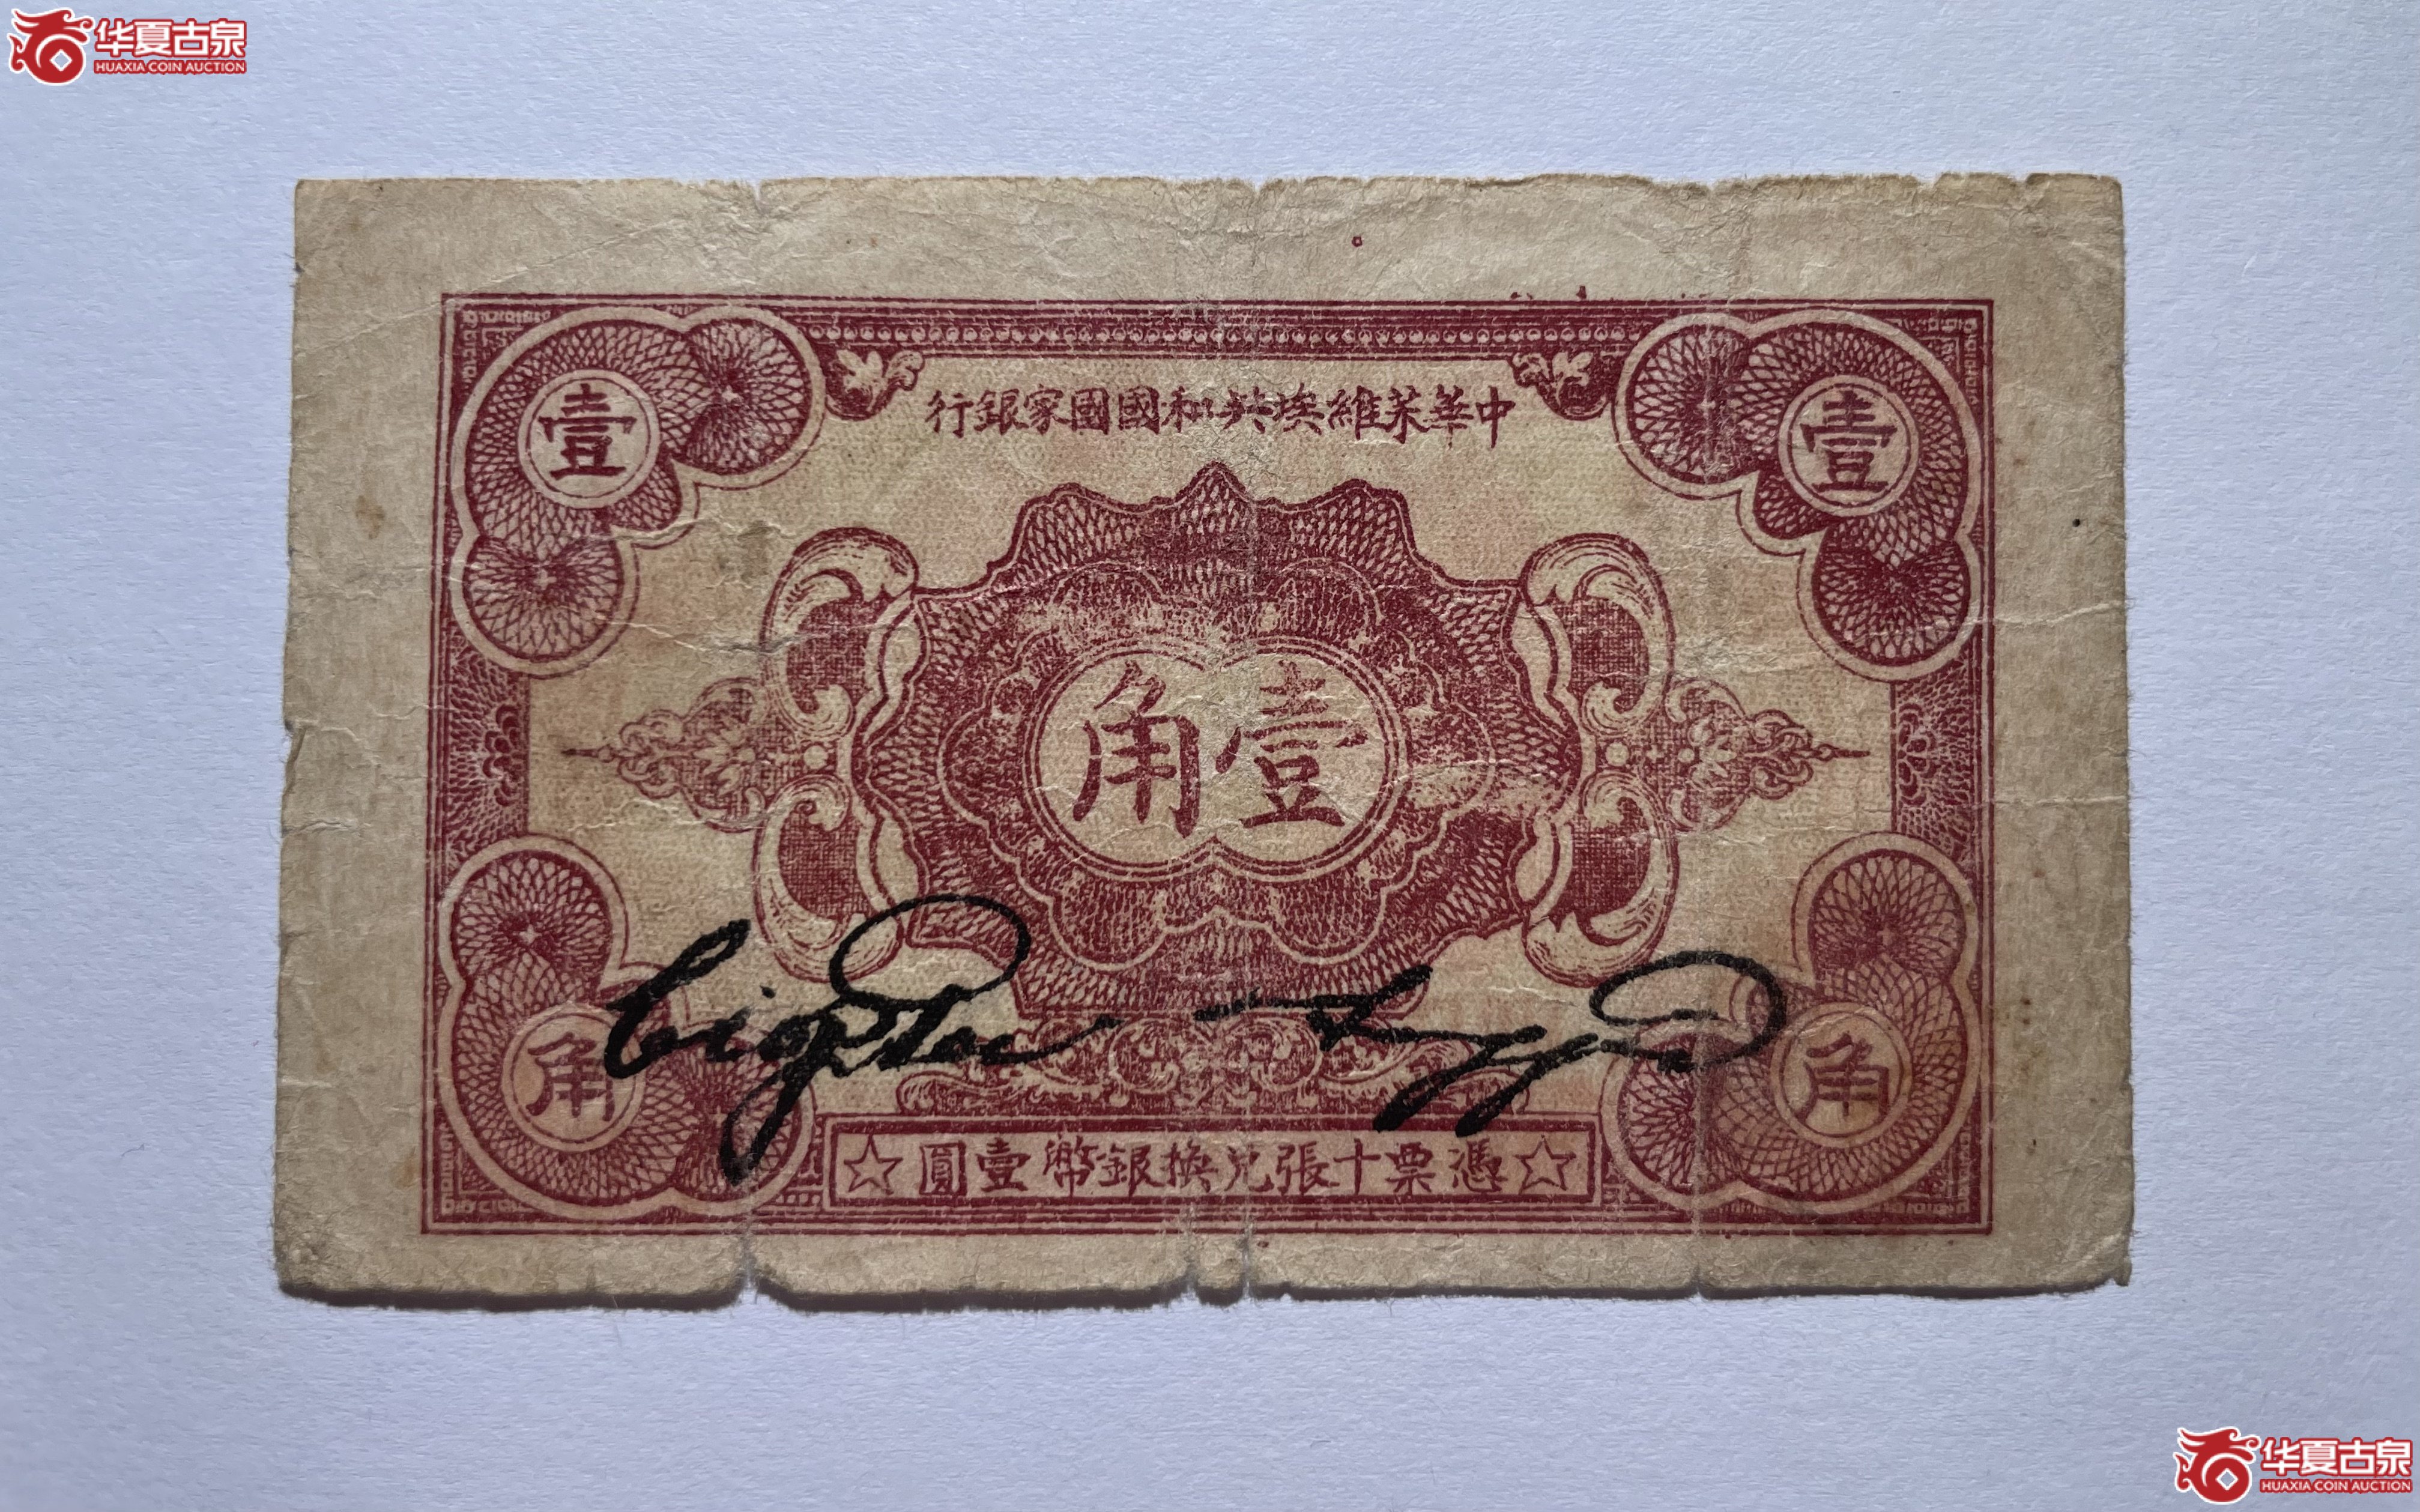 华夏古泉
HUAXIA COIN AUCTION
壹
壹
中華苏維埃共和國國家銀行
壹角
角
角
☆憑票十張兌換銀幣壹圓☆
华夏古泉
HUAXIA COIN AUCTION